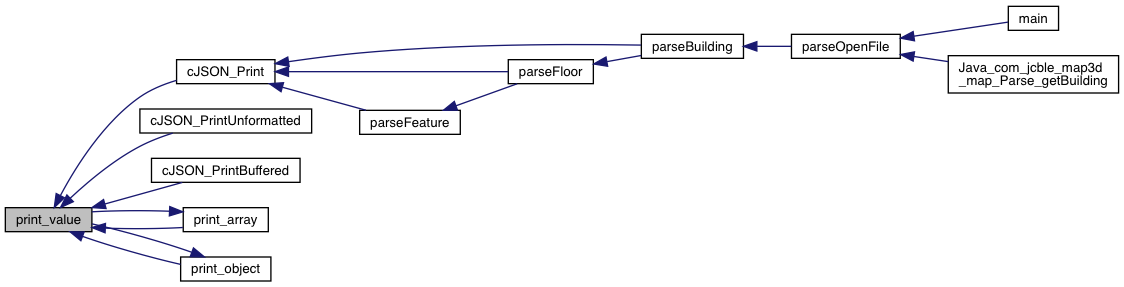 main
parseBuilding
parseOpenFile
cJSON_Print
parseFloor
Java_com_jcble_map3d
_map_Parse_getBuilding
cJSON_PrintUnformatted
parseFeature
cJSON_PrintBuffered
print_value
print_array
print_object